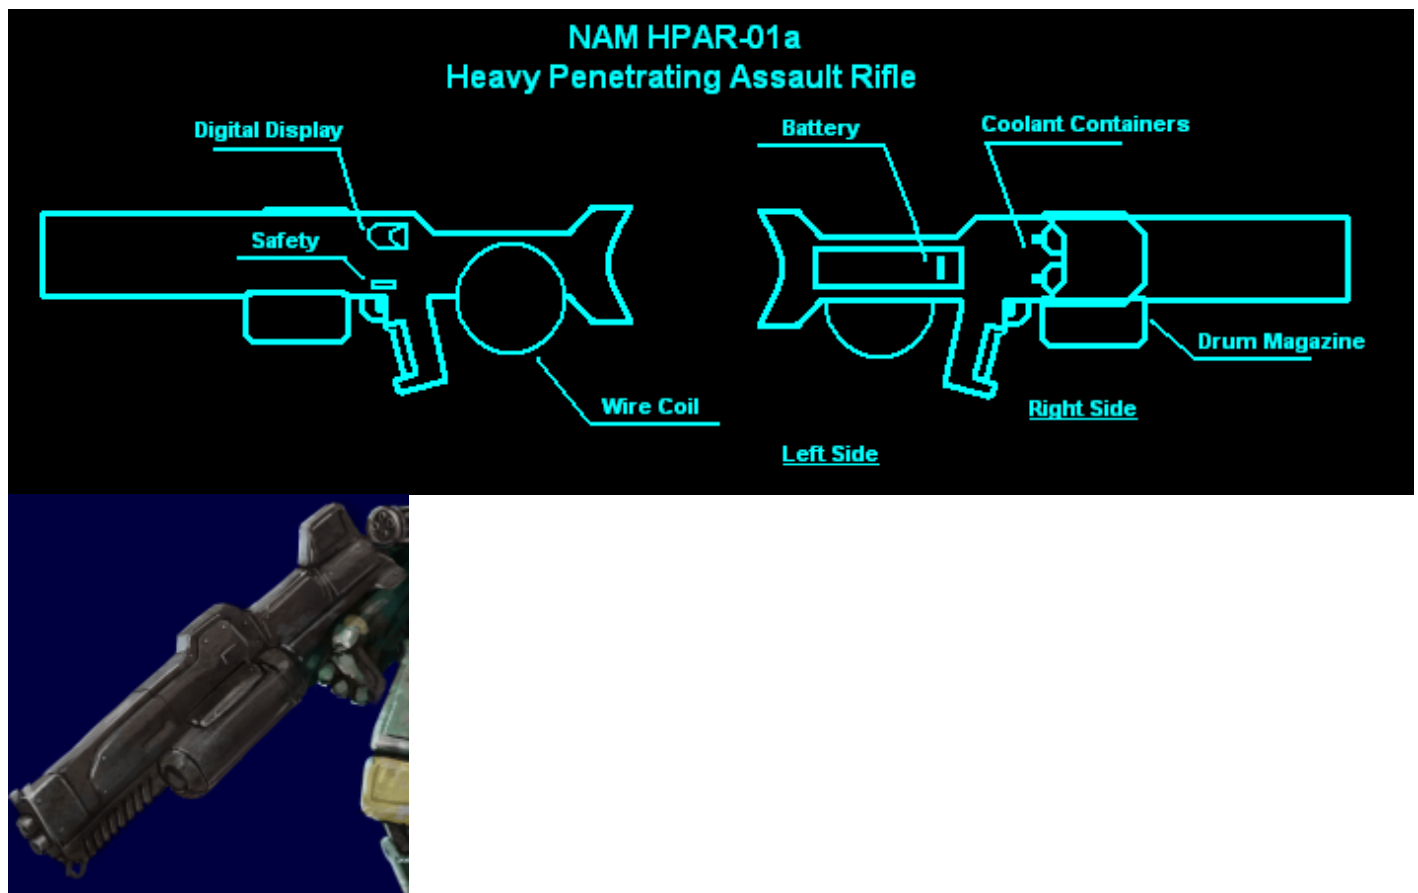 NAM HPAR-01a
Heavy Penetrating Assault Rifle
Digital Display
Safety
Wire Coil
Battery
Coolant Containers
Drum Magazine
Right Side
Left Side